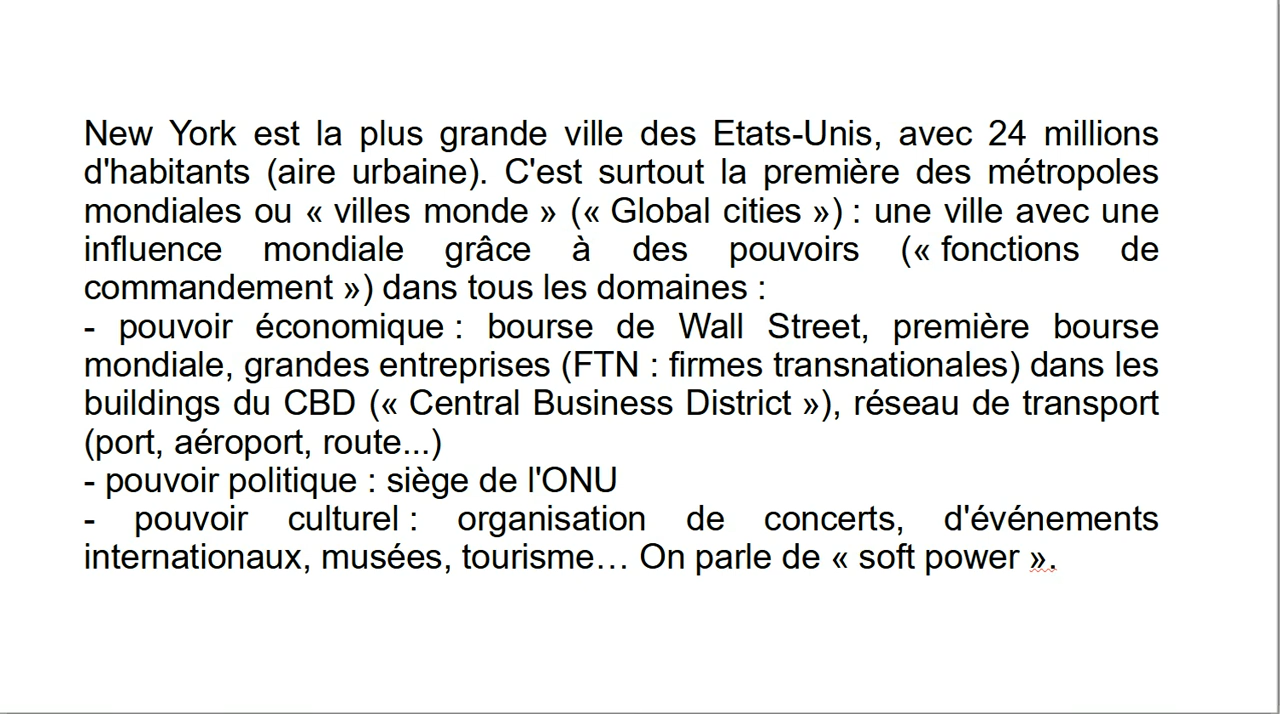 New York est la plus grande ville des Etats-Unis, avec 24 millions
d'habitants (aire urbaine). C'est surtout la première des métropoles
mondiales ou « villes monde » (« Global cities ») : une ville avec une
influence mondiale grâce à des pouvoirs (« fonctions de
commandement ») dans tous les domaines :
- pouvoir économique : bourse de Wall Street, première bourse
mondiale, grandes entreprises (FTN : firmes transnationales) dans les
buildings du CBD (« Central Business District »), réseau de transport
(port, aéroport, route...)
- pouvoir politique : siège de l'ONU
- pouvoir culturel : organisation de concerts, d'événements
internationaux, musées, tourisme… On parle de « soft power ».